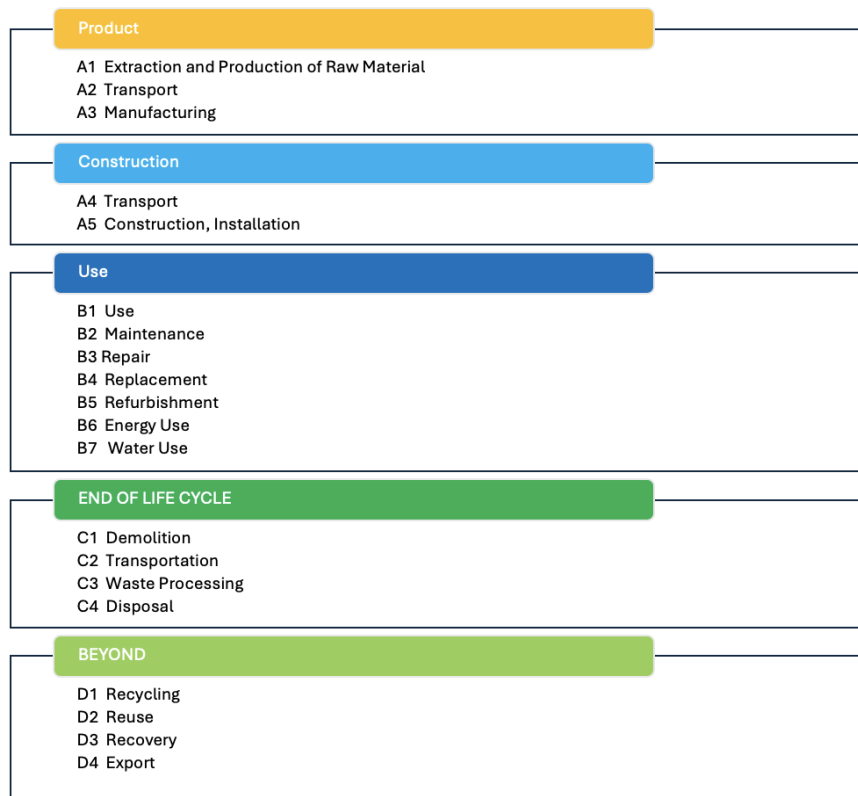 Product
A1 Extraction and Production of Raw Material
A2 Transport
A3 Manufacturing
Construction
A4 Transport
A5 Construction, Installation
Use
B1 Use
B2 Maintenance
B3 Repair
B4 Replacement
B5 Refurbishment
B6 Energy Use
B7 Water Use
END OF LIFE CYCLE
C1 Demolition
C2 Transportation
C3 Waste Processing
C4 Disposal
BEYOND
D1 Recycling
D2 Reuse
D3 Recovery
D4 Export